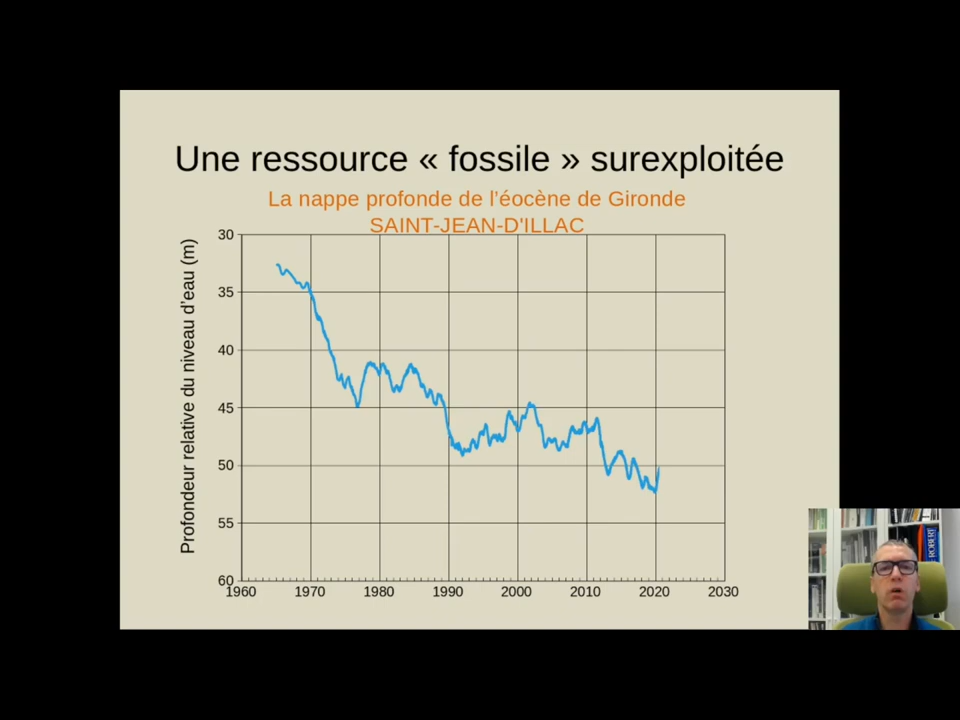 Une ressource « fossile » surexploitée
La nappe profonde de l'éocène de Gironde
SAINT-JEAN-D'ILLAC
Profondeur relative du niveau d'eau (m)
30
35
40
45
50
55
60
1960 1970 1980 1990 2000 2010 2020 2030
ROBERT